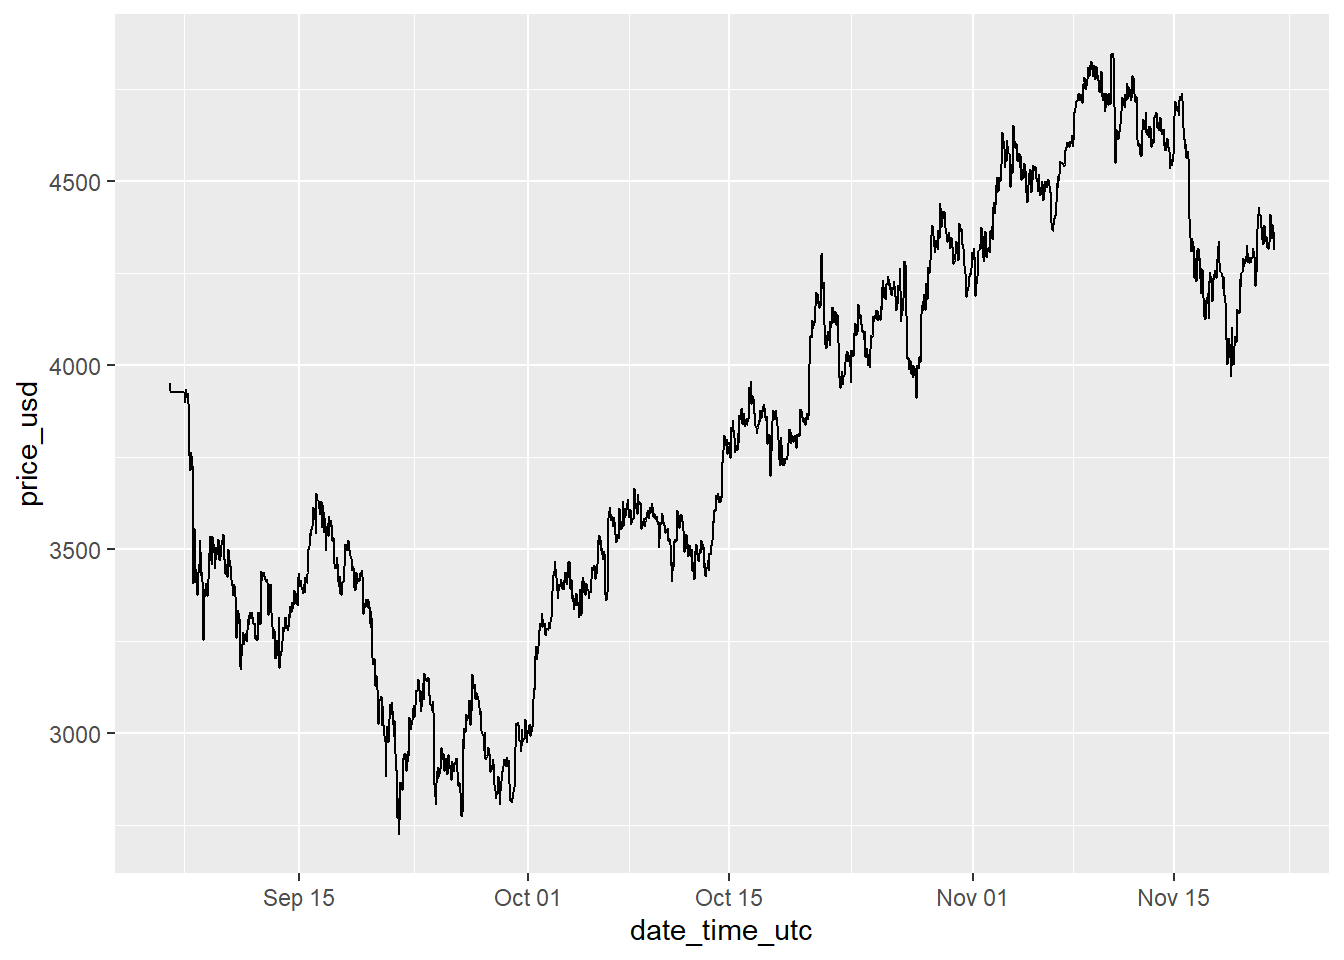 price_usd
4500
4000
3500
3000
Sep 15
Oct 01
Oct 15
Nov 01
Nov 15
date_time_utc